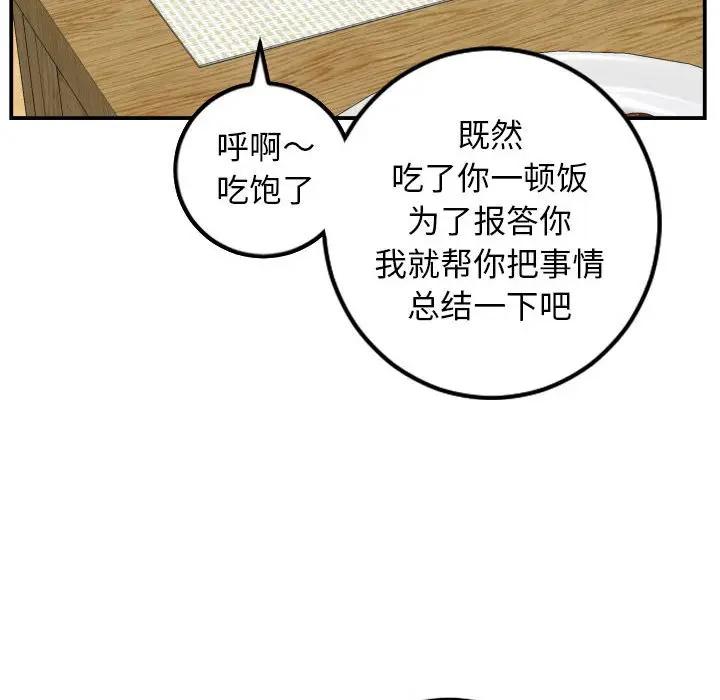 呼啊～
吃饱了
既然
吃了你一顿饭
为了报答你
我就帮你把事情
总结一下吧